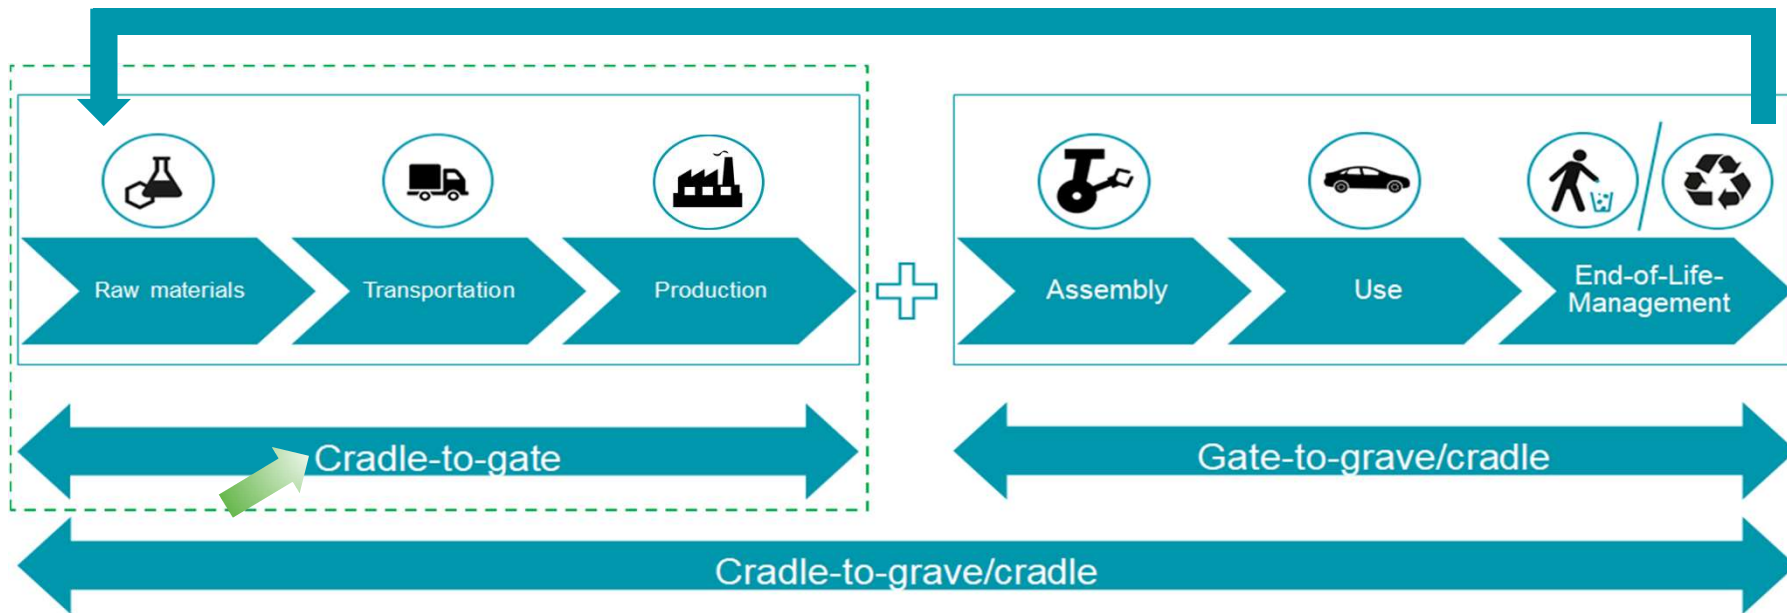 Raw materials
Transportation
Production
Assembly
Use
End-of-Life-
Management
Cradle-to-gate
Gate-to-grave/cradle
Cradle-to-grave/cradle